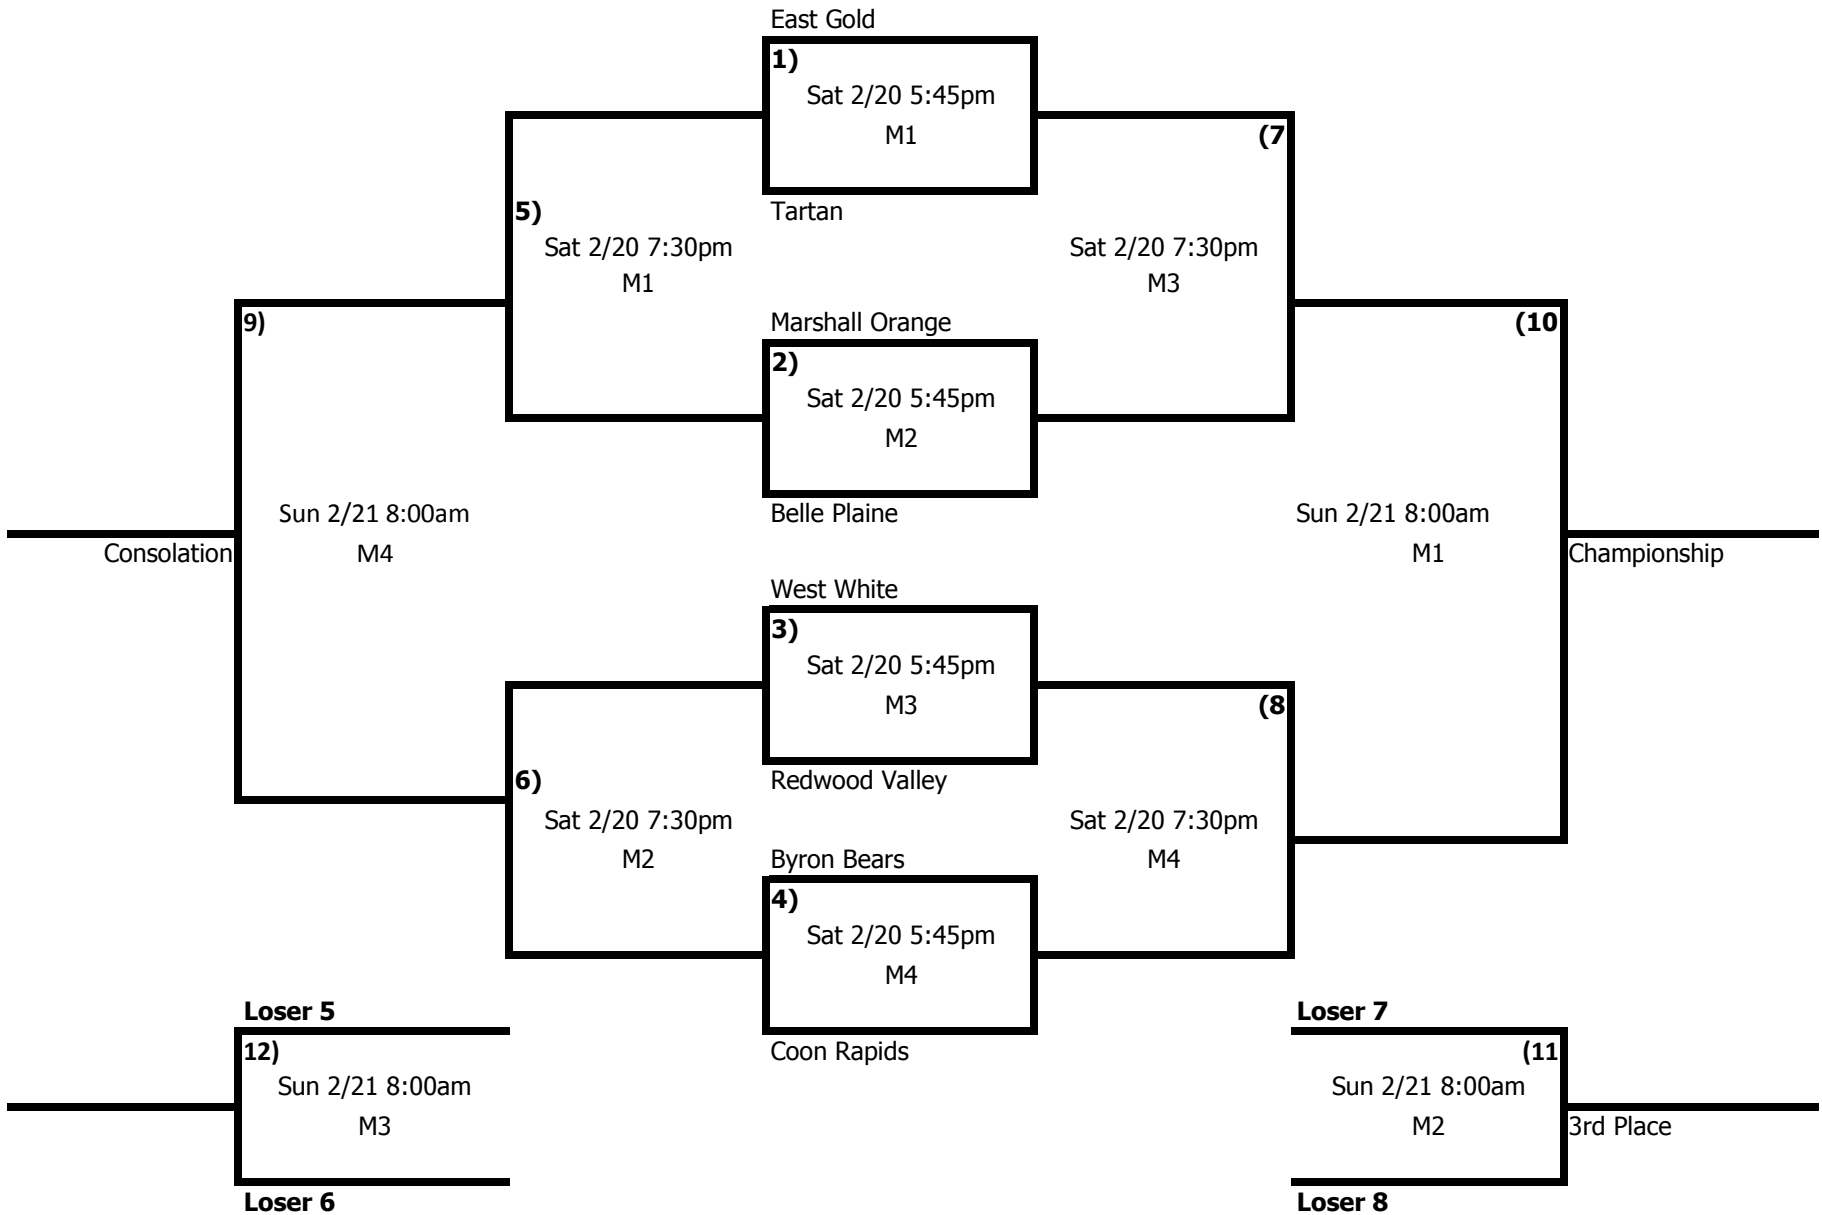 East Gold
1)
Sat 2/20 5:45pm
M1
(7
Tartan
5)
Sat 2/20 7:30pm
M1
Sat 2/20 7:30pm
M3
9)
Marshall Orange
(10
2)
Sat 2/20 5:45pm
M2
Belle Plaine
Sun 2/21 8:00am
M4
Consolation
Sun 2/21 8:00am
M1
Championship
West White
3)
Sat 2/20 5:45pm
M3
(8
Redwood Valley
6)
Sat 2/20 7:30pm
M2
Sat 2/20 7:30pm
M4
Byron Bears
4)
Sat 2/20 5:45pm
M4
Coon Rapids
Loser 5
12)
Sun 2/21 8:00am
M3
Loser 6
Loser 7
(11
Sun 2/21 8:00am
M2
3rd Place
Loser 8